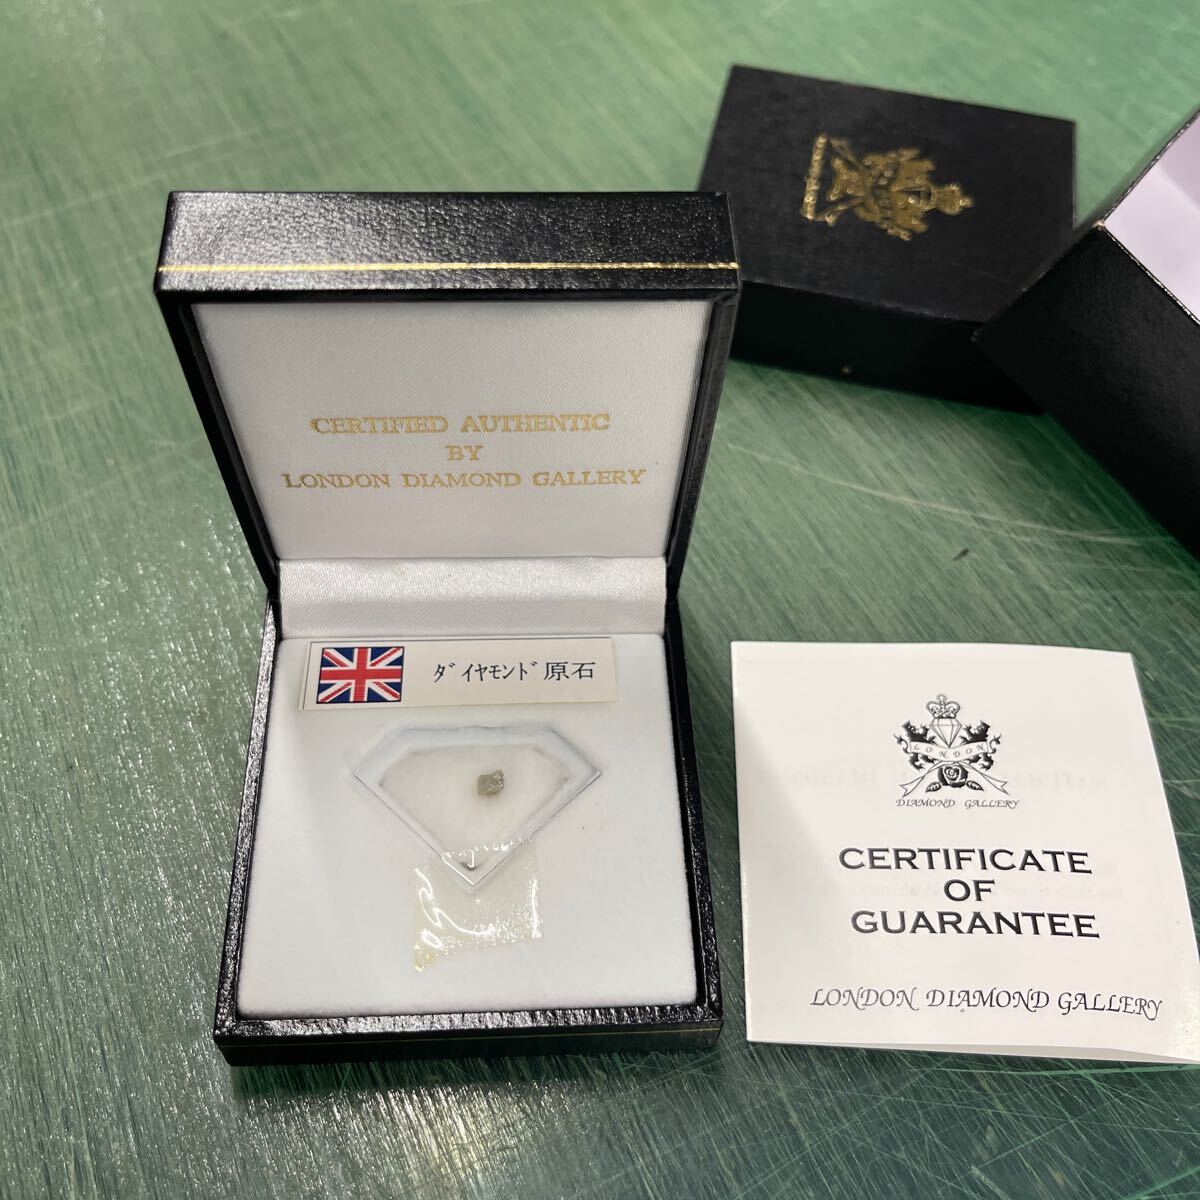 CERTIFIED AUTHENTIC
BY
LONDON DIAMOND GALLERY
ﾀﾞｲﾔﾓﾝﾄﾞ原石
LONDON
DIAMOND GALLERY
CERTIFICATE
OF
GUARANTEE
LONDON DIAMOND GALLERY